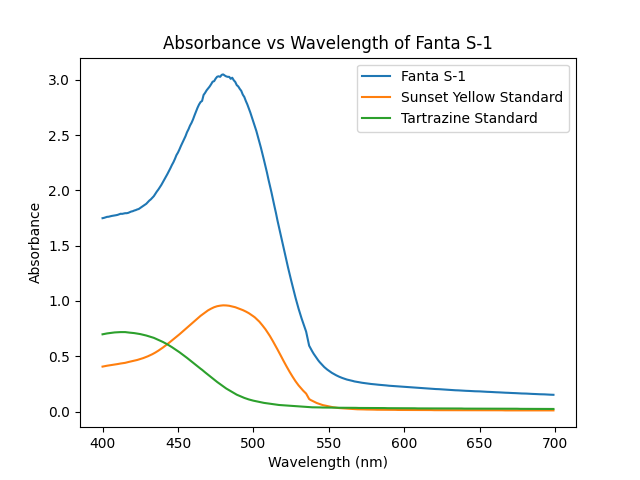 Absorbance vs Wavelength of Fanta S-1
Fanta S-1
Sunset Yellow Standard
Tartrazine Standard
3.0
2.5
2.0
1.5
1.0
0.5
0.0
Absorbance
400 450 500 550 600 650 700
Wavelength (nm)